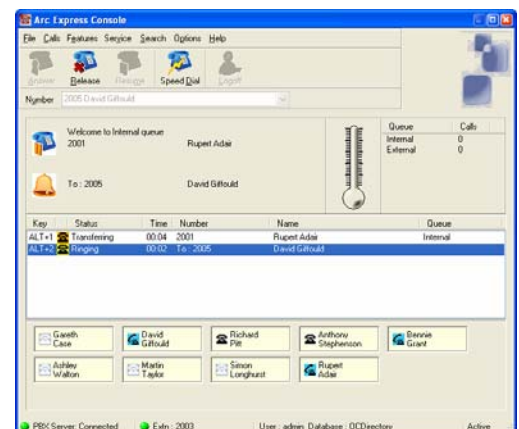 Arc Express Console
File Calls Features Service Search Options Help
Answer Release Resume Speed Dial Logoff
Number 2005 David Giffould
Welcome to Internal queue
2001 Rupert Adair
To : 2005 David Giffould
Queue Calls
Internal 0
External 0
Key Status Time Number Name Queue
ALT+1 Transferring 00:04 2001 Rupert Adair Internal
ALT+2 Ringing 00:02 To : 2005 David Giffould
Gareth Case
David Giffould
Richard Pitt
Anthony Stephenson
Bennie Grant
Ashley Walton
Martin Taylor
Simon Longhurst
Rupert Adair
PBX Server: Connected Extn : 2003 User : admin Database : OCDirectory Active